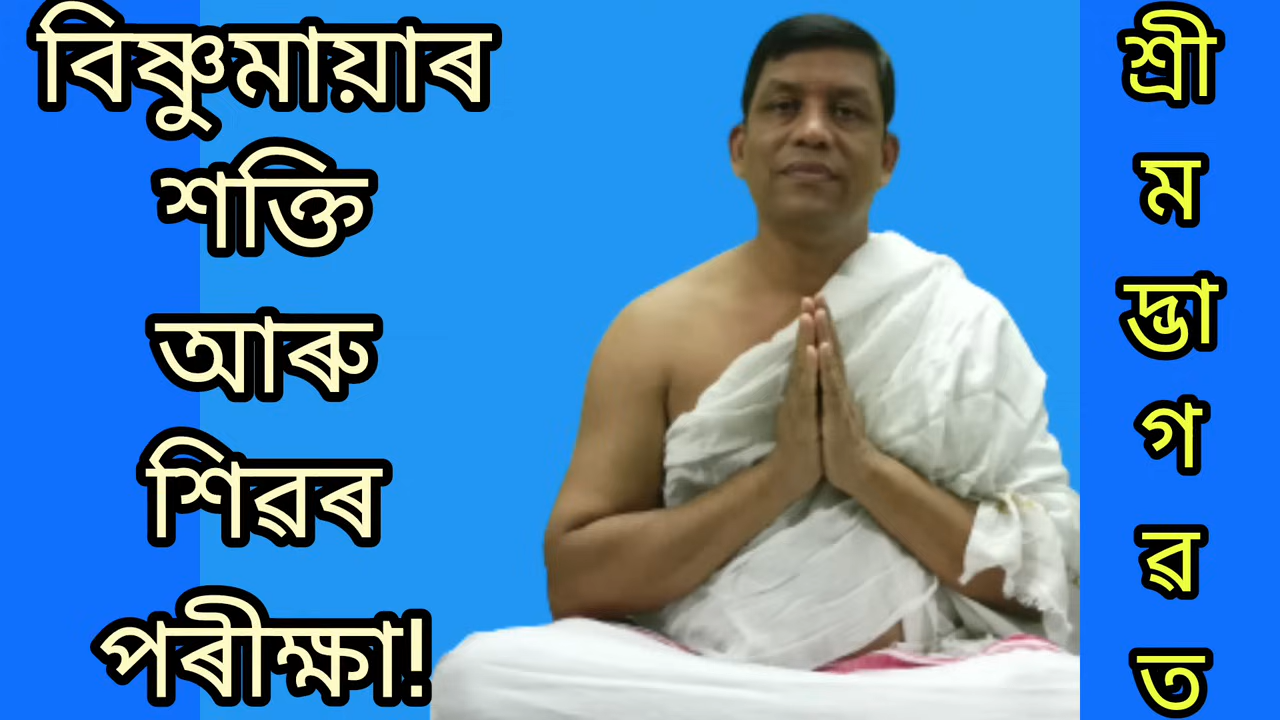 বিষ্ণুমায়াৰ
শক্তি
আৰু
শিৱৰ
পৰীক্ষা!
শ্ৰী
ম
দ্ভা
গ
ৱ
ত